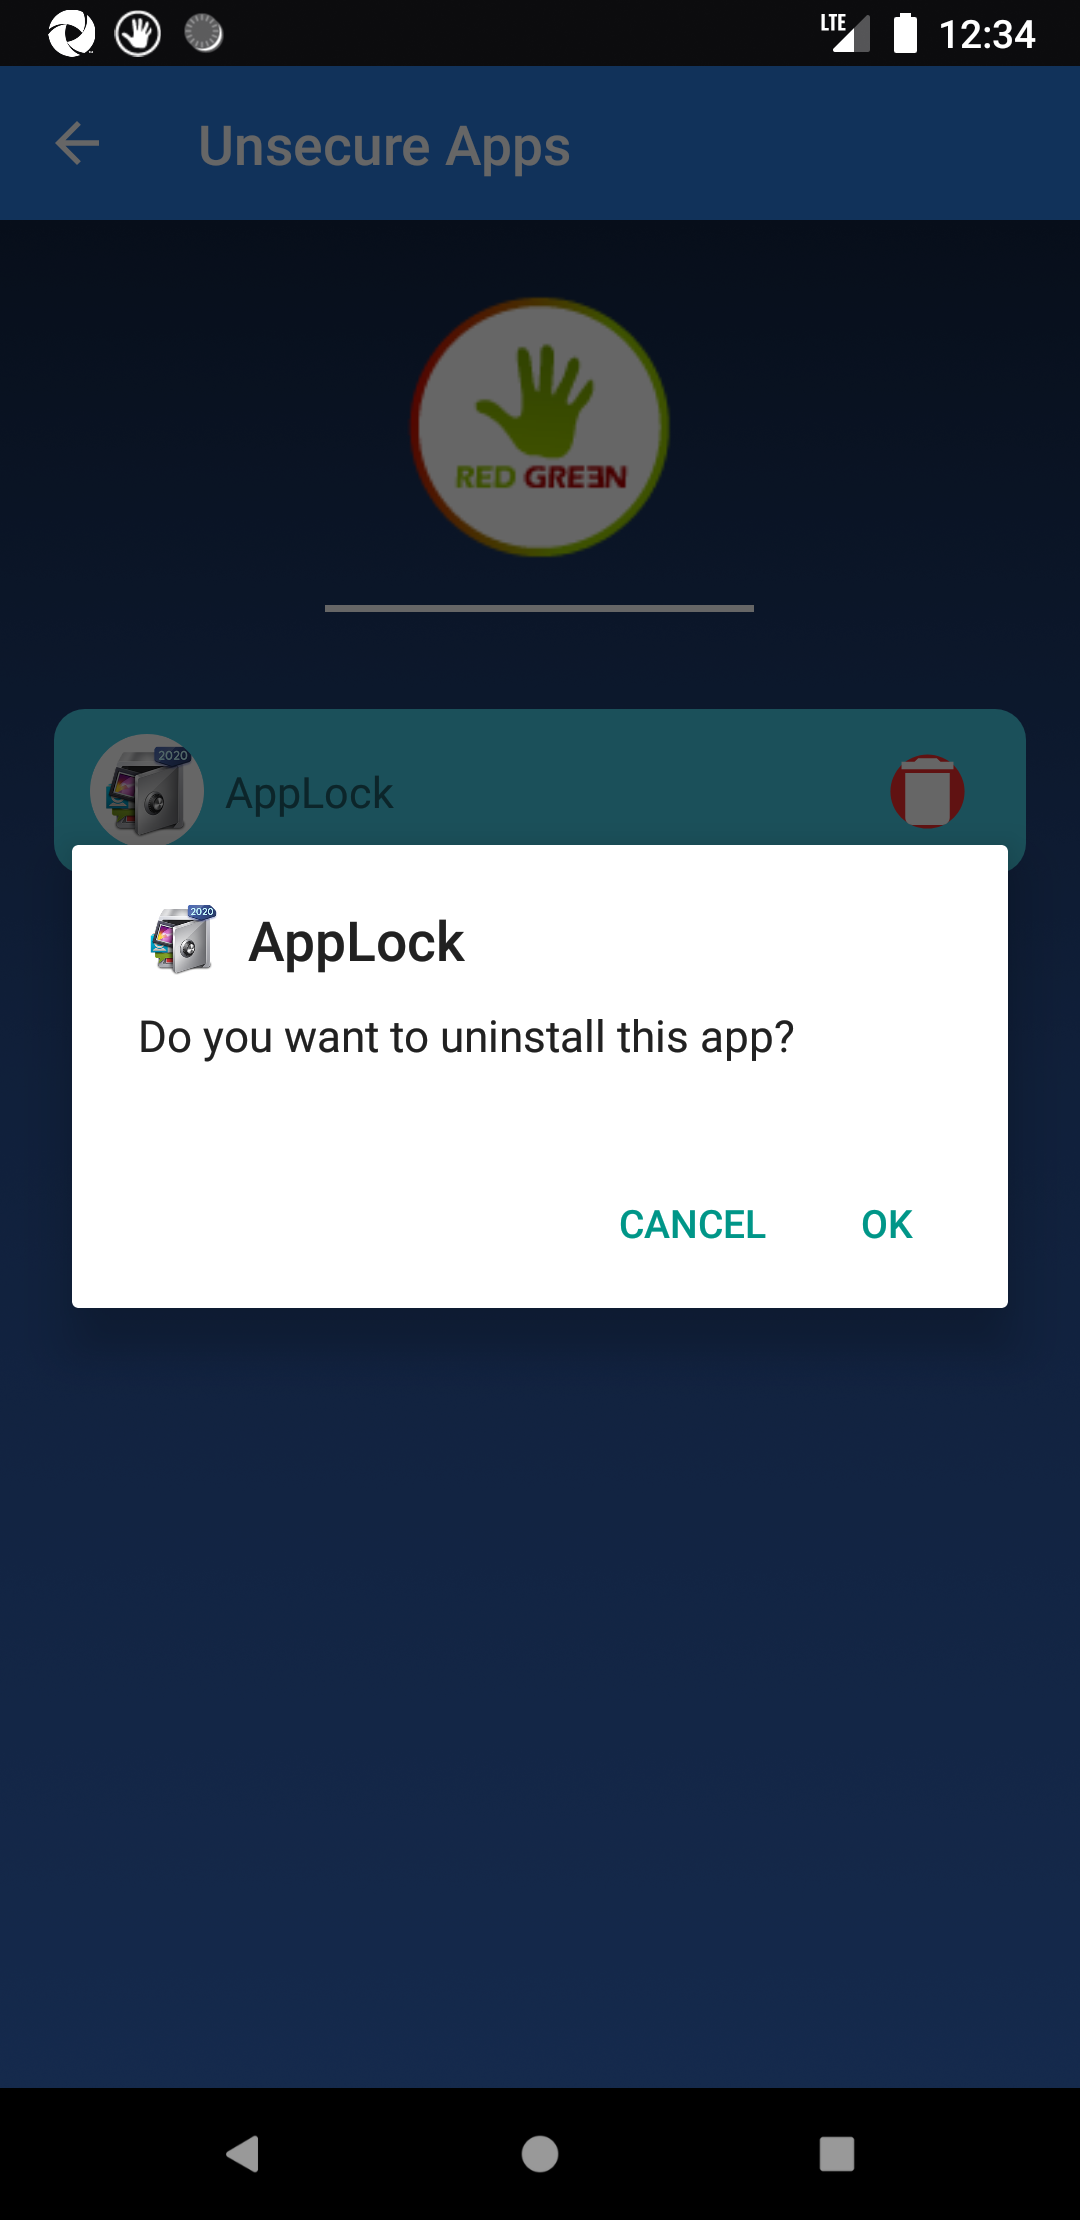 LTE 12:34
Unsecure Apps
RED GREEN
2020
AppLock
2020
AppLock
Do you want to uninstall this app?
CANCEL OK